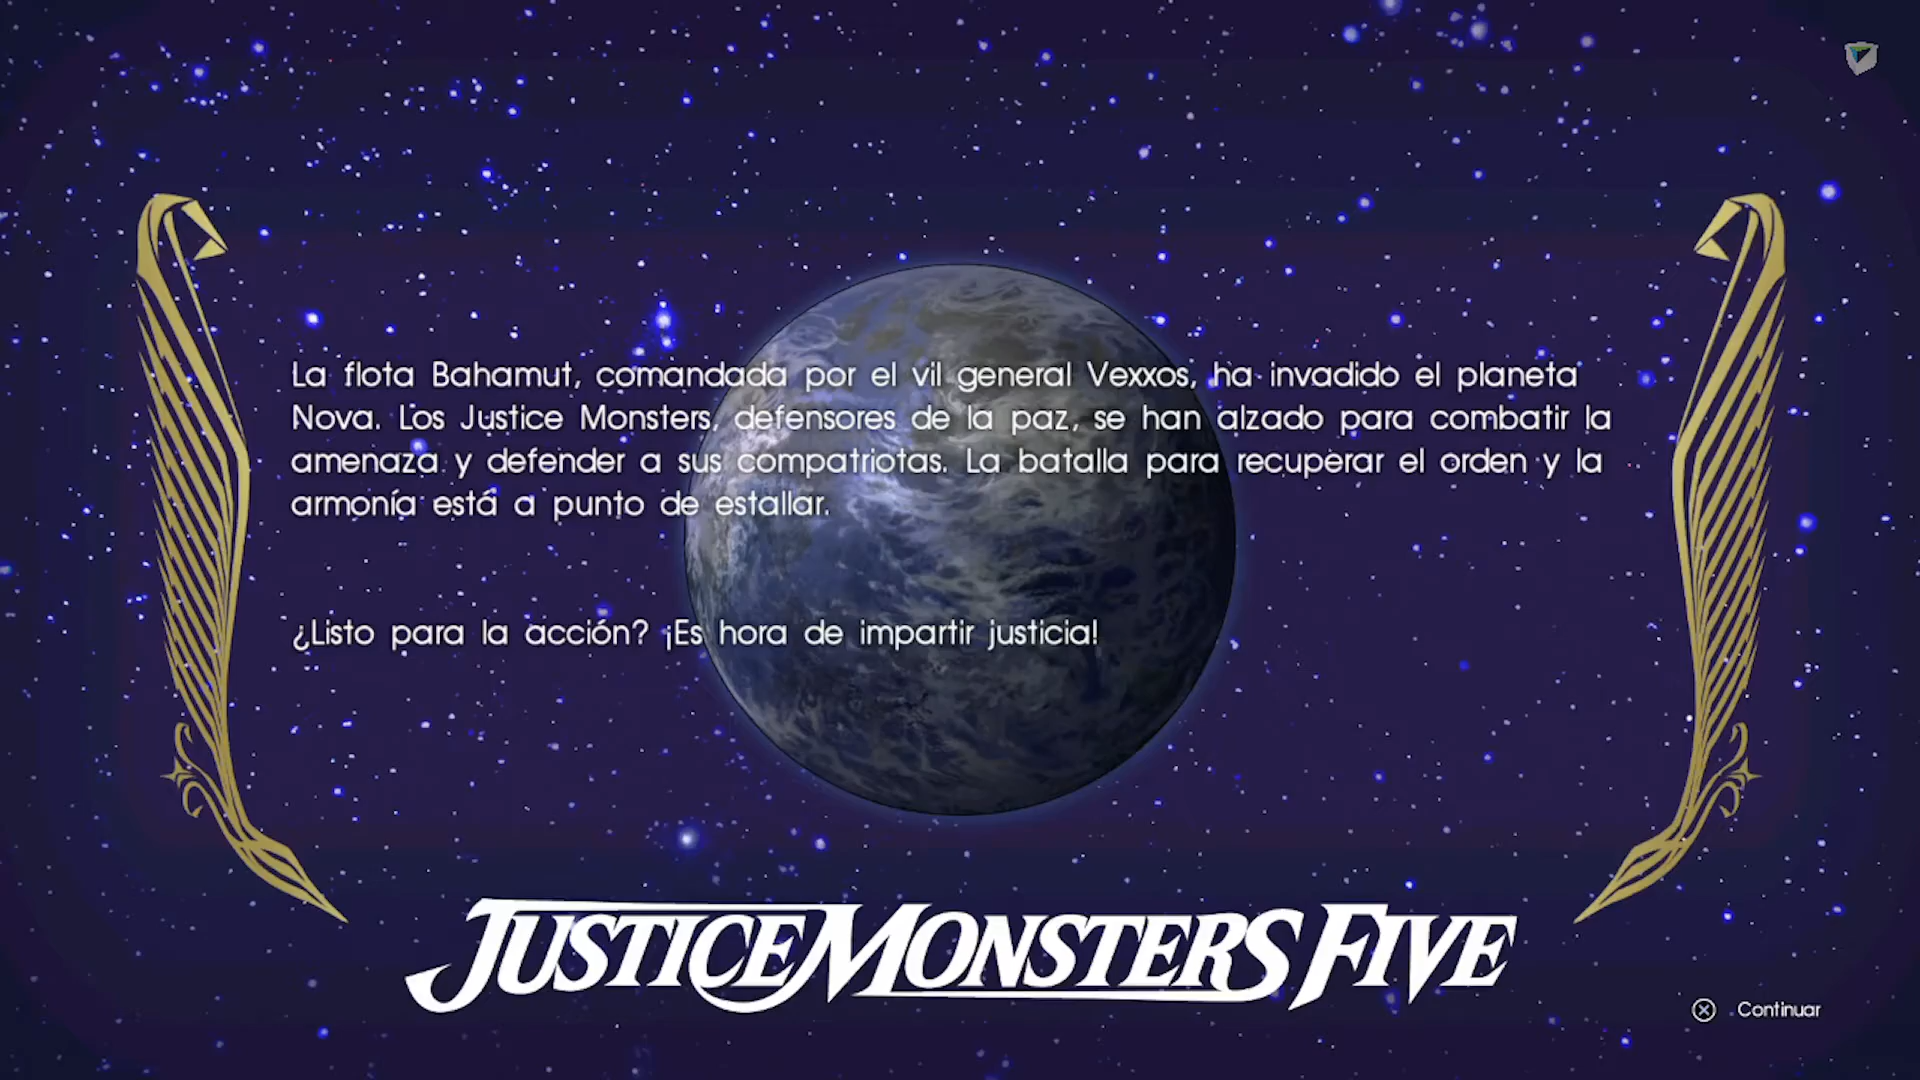 La flota Bahamut, comandada por el vil general Vexxos, ha invadido el planeta
Nova. Los Justice Monsters, defensores de la paz, se han alzado para combatir la
amenaza y defender a sus compatriotas. La batalla para recuperar el orden y la
armonía está a punto de estallar.
¿Listo para la acción? ¡Es hora de impartir justicia!
JUSTICE MONSTERS FIVE
Continuar